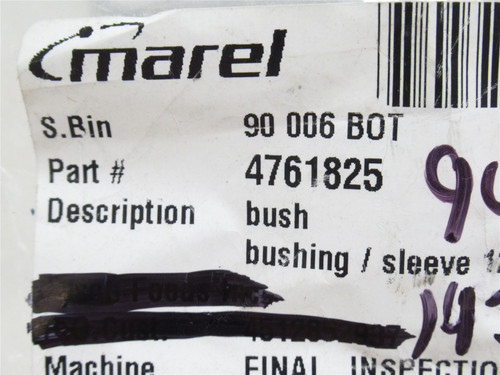 marel
S.Bin 90 006 BOT
Part # 4761825
Description bush
bushing / sleeve
Machine FINAL INSPECTIO